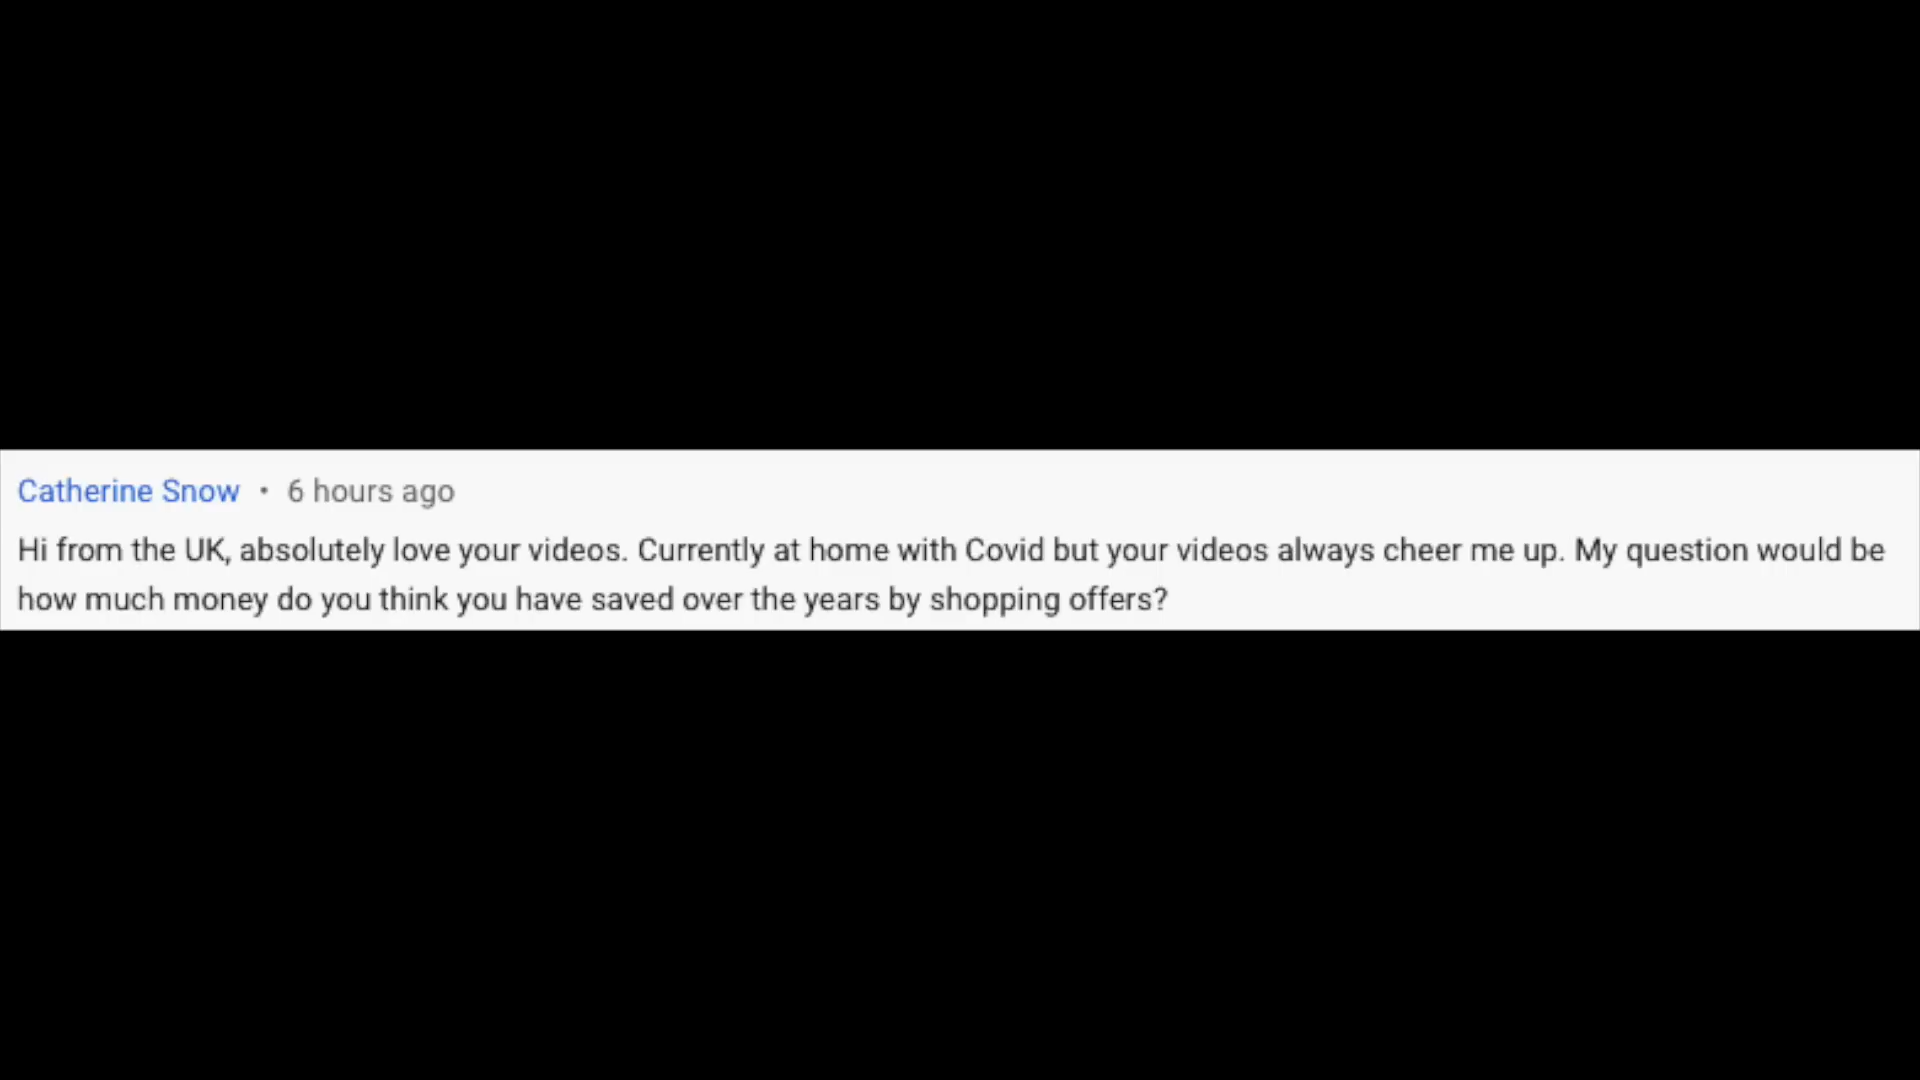 Catherine Snow • 6 hours ago
Hi from the UK, absolutely love your videos. Currently at home with Covid but your videos always cheer me up. My question would be
how much money do you think you have saved over the years by shopping offers?